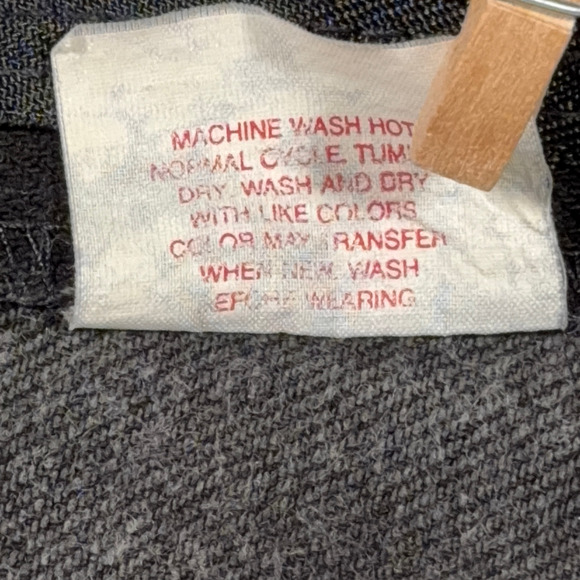 MACHINE WASH HOT
NORMAL CYCLE TUM
DRY. WASH AND DRY
WITH LIKE COLORS
COLOR MAY TRANSFER
WHEN NEW. WASH
BEFORE WEARING